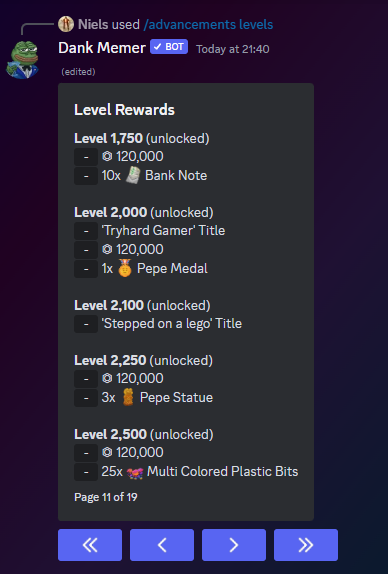 Niels used /advancements levels
Dank Memer ✓ BOT Today at 21:40
(edited)
Level Rewards
Level 1,750 (unlocked)
- ⏣ 120,000
- 10x Bank Note
Level 2,000 (unlocked)
- 'Tryhard Gamer' Title
- ⏣ 120,000
- 1x Pepe Medal
Level 2,100 (unlocked)
- 'Stepped on a lego' Title
Level 2,250 (unlocked)
- ⏣ 120,000
- 3x Pepe Statue
Level 2,500 (unlocked)
- ⏣ 120,000
- 25x Multi Colored Plastic Bits
Page 11 of 19